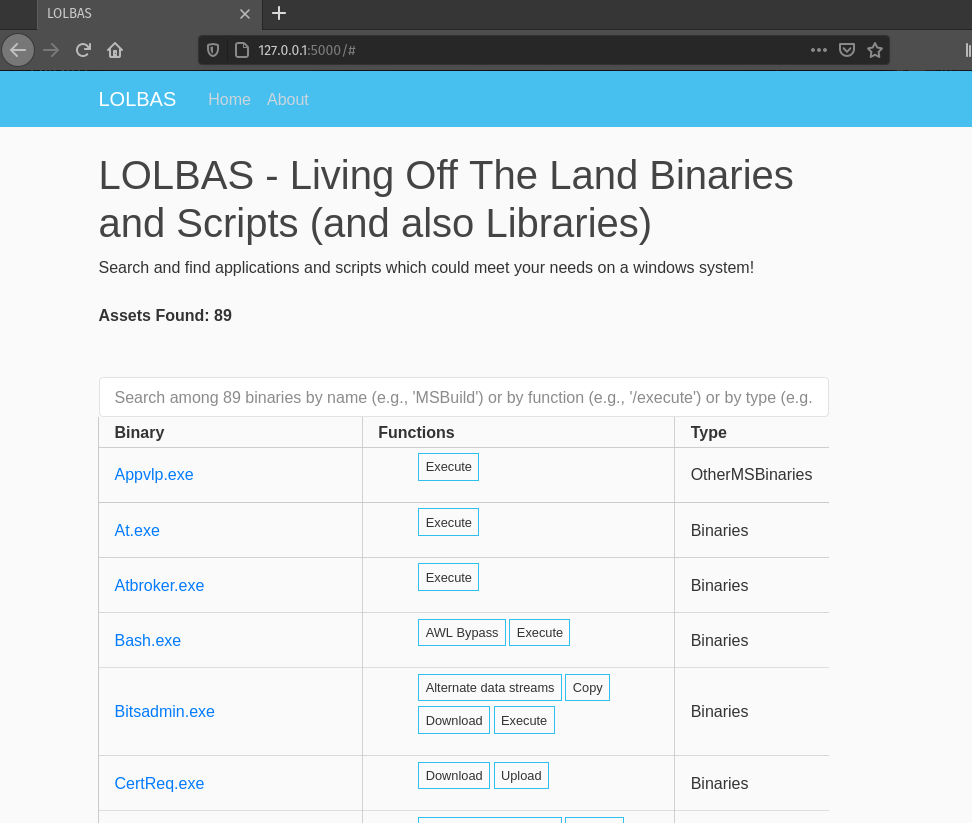 LOLBAS
127.0.0.1:5000/#
LOLBAS Home About
LOLBAS - Living Off The Land Binaries
and Scripts (and also Libraries)
Search and find applications and scripts which could meet your needs on a windows system!
Assets Found: 89
Search among 89 binaries by name (e.g., 'MSBuild') or by function (e.g., '/execute') or by type (e.g.
Binary Functions Type
Appvlp.exe Execute OtherMSBinaries
At.exe Execute Binaries
Atbroker.exe Execute Binaries
Bash.exe AWL Bypass Execute Binaries
Alternate data streams Copy
Bitsadmin.exe Binaries
Download Execute
CertReq.exe Download Upload Binaries